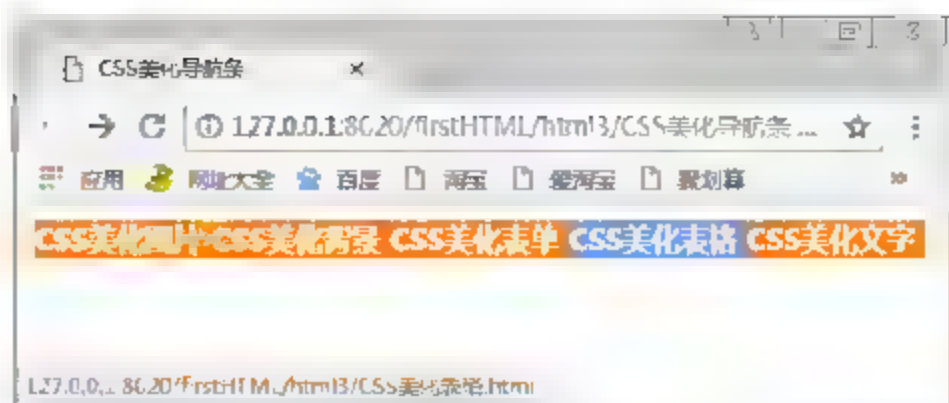 CSS美化导航条
127.0.0.1:8020/firstHTML/html3/CSS美化导航条 ...
应用 网址大全 百度 淘宝 爱淘宝 聚划算
CSS美化图片 CSS美化背景 CSS美化表单 CSS美化表格 CSS美化文字
127.0.0.1:8020/firstHTML/html3/CSS美化表格.html